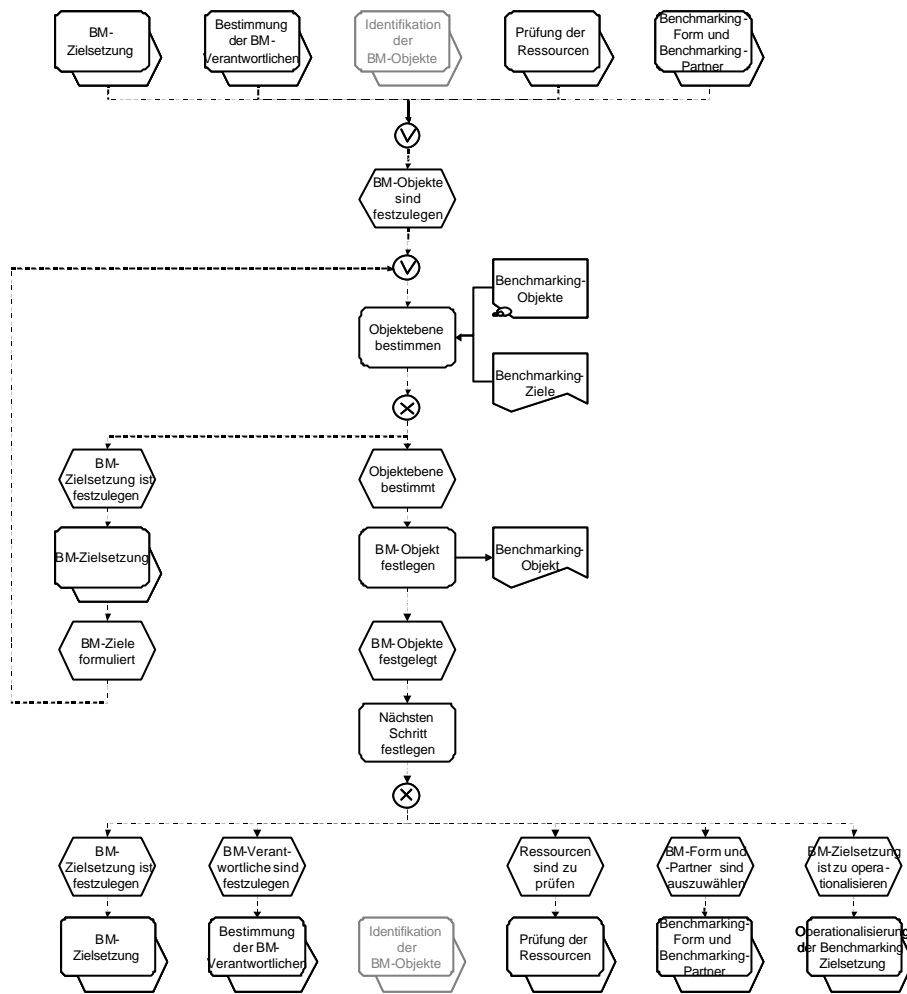 BM-
Zielsetzung
Bestimmung
der BM-
Verantwortlichen
Identifikation
der
BM-Objekte
Prüfung der
Ressourcen
Benchmarking-
Form und
Benchmarking-
Partner
BM-Objekte
sind
festzulegen
Objektebene
bestimmen
Benchmarking-
Objekte
Benchmarking-
Ziele
BM-
Zielsetzung ist
festzulegen
Objektebene
bestimmt
BM-Zielsetzung
BM-Objekt
festlegen
Benchmarking-
Objekt
BM-Ziele
formuliert
BM-Objekte
festgelegt
Nächsten
Schritt
festlegen
BM-
Zielsetzung ist
festzulegen
BM-Verant-
wortliche sind
festzulegen
Ressourcen
sind zu
prüfen
BM-Form und
-Partner sind
auszuwählen
BM-Zielsetzung
ist zu opera-
tionalisieren
BM-
Zielsetzung
Bestimmung
der BM-
Verantwortlichen
Identifikation
der
BM-Objekte
Prüfung der
Ressourcen
Benchmarking-
Form und
Benchmarking-
Partner
Operationalisierung
der Benchmarking
Zielsetzung